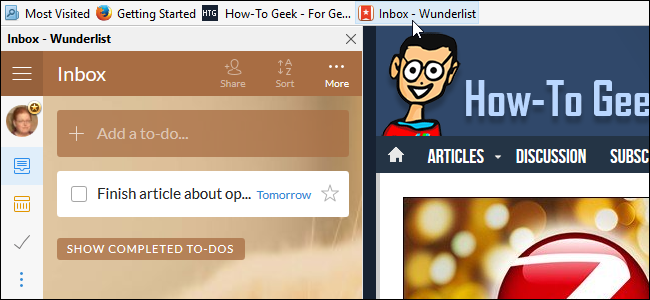 Most Visited Getting Started HTG How-To Geek - For Ge... Inbox - Wunderlist
Inbox - Wunderlist
Inbox
Share
A Z Sort
More
How-To Gee
Add a to-do...
ARTICLES DISCUSSION SUBSC
Finish article about op... Tomorrow
SHOW COMPLETED TO-DOS